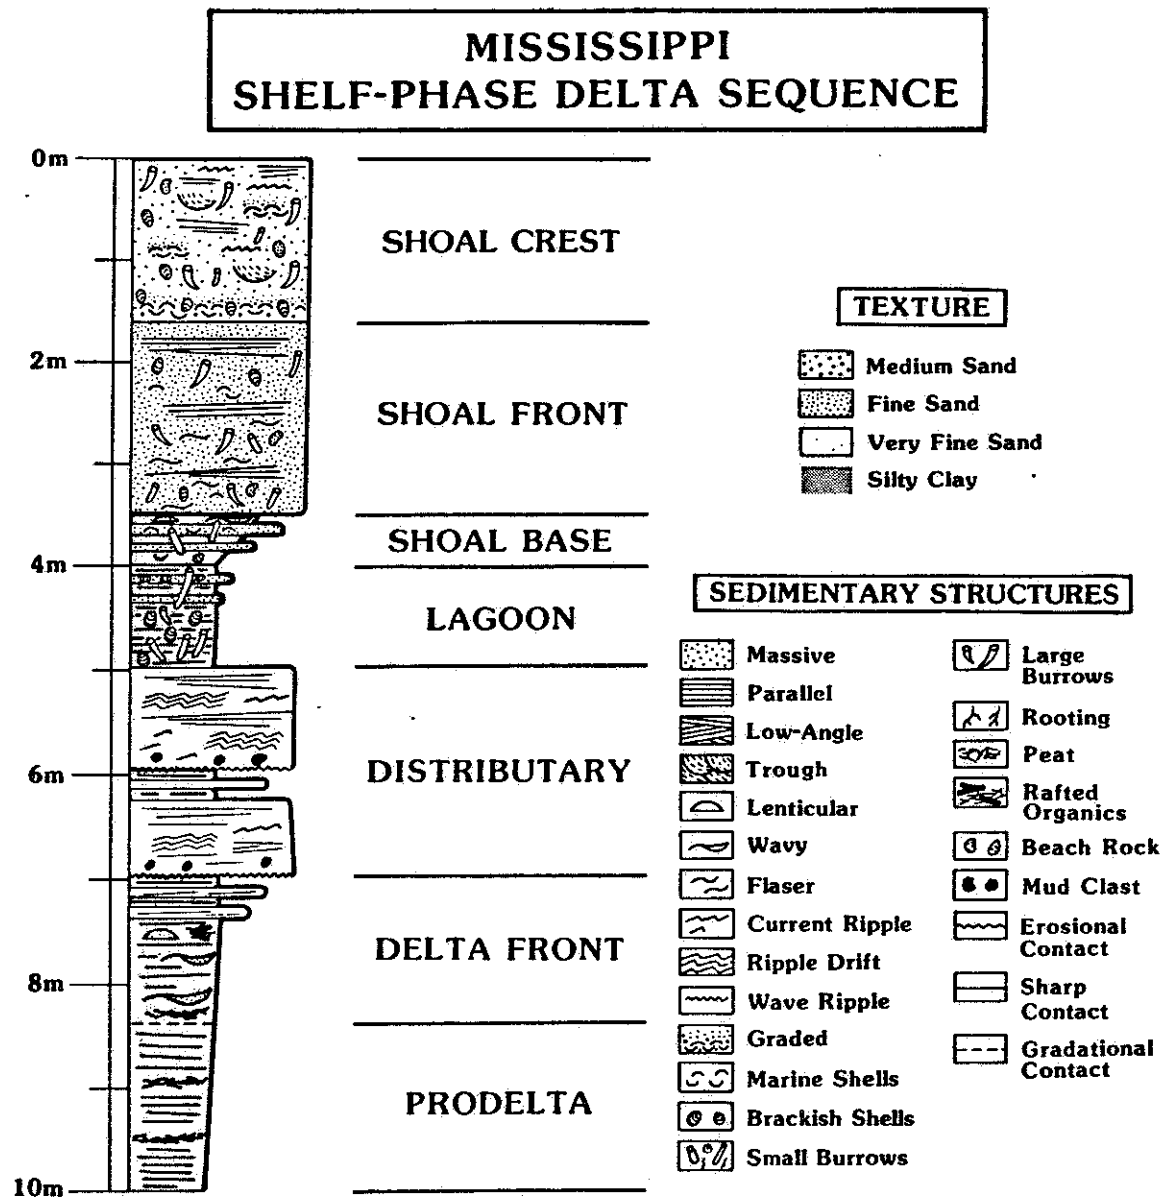 MISSISSIPPI
SHELF-PHASE DELTA SEQUENCE
0m
2m
4m
6m
8m
10m
SHOAL CREST
SHOAL FRONT
SHOAL BASE
LAGOON
DISTRIBUTARY
DELTA FRONT
PRODELTA
TEXTURE
Medium Sand
Fine Sand
Very Fine Sand
Silty Clay
SEDIMENTARY STRUCTURES
Massive
Parallel
Low-Angle
Trough
Lenticular
Wavy
Flaser
Current Ripple
Ripple Drift
Wave Ripple
Graded
Marine Shells
Brackish Shells
Small Burrows
Large
Burrows
Rooting
Peat
Rafted
Organics
Beach Rock
Mud Clast
Erosional
Contact
Sharp
Contact
Gradational
Contact